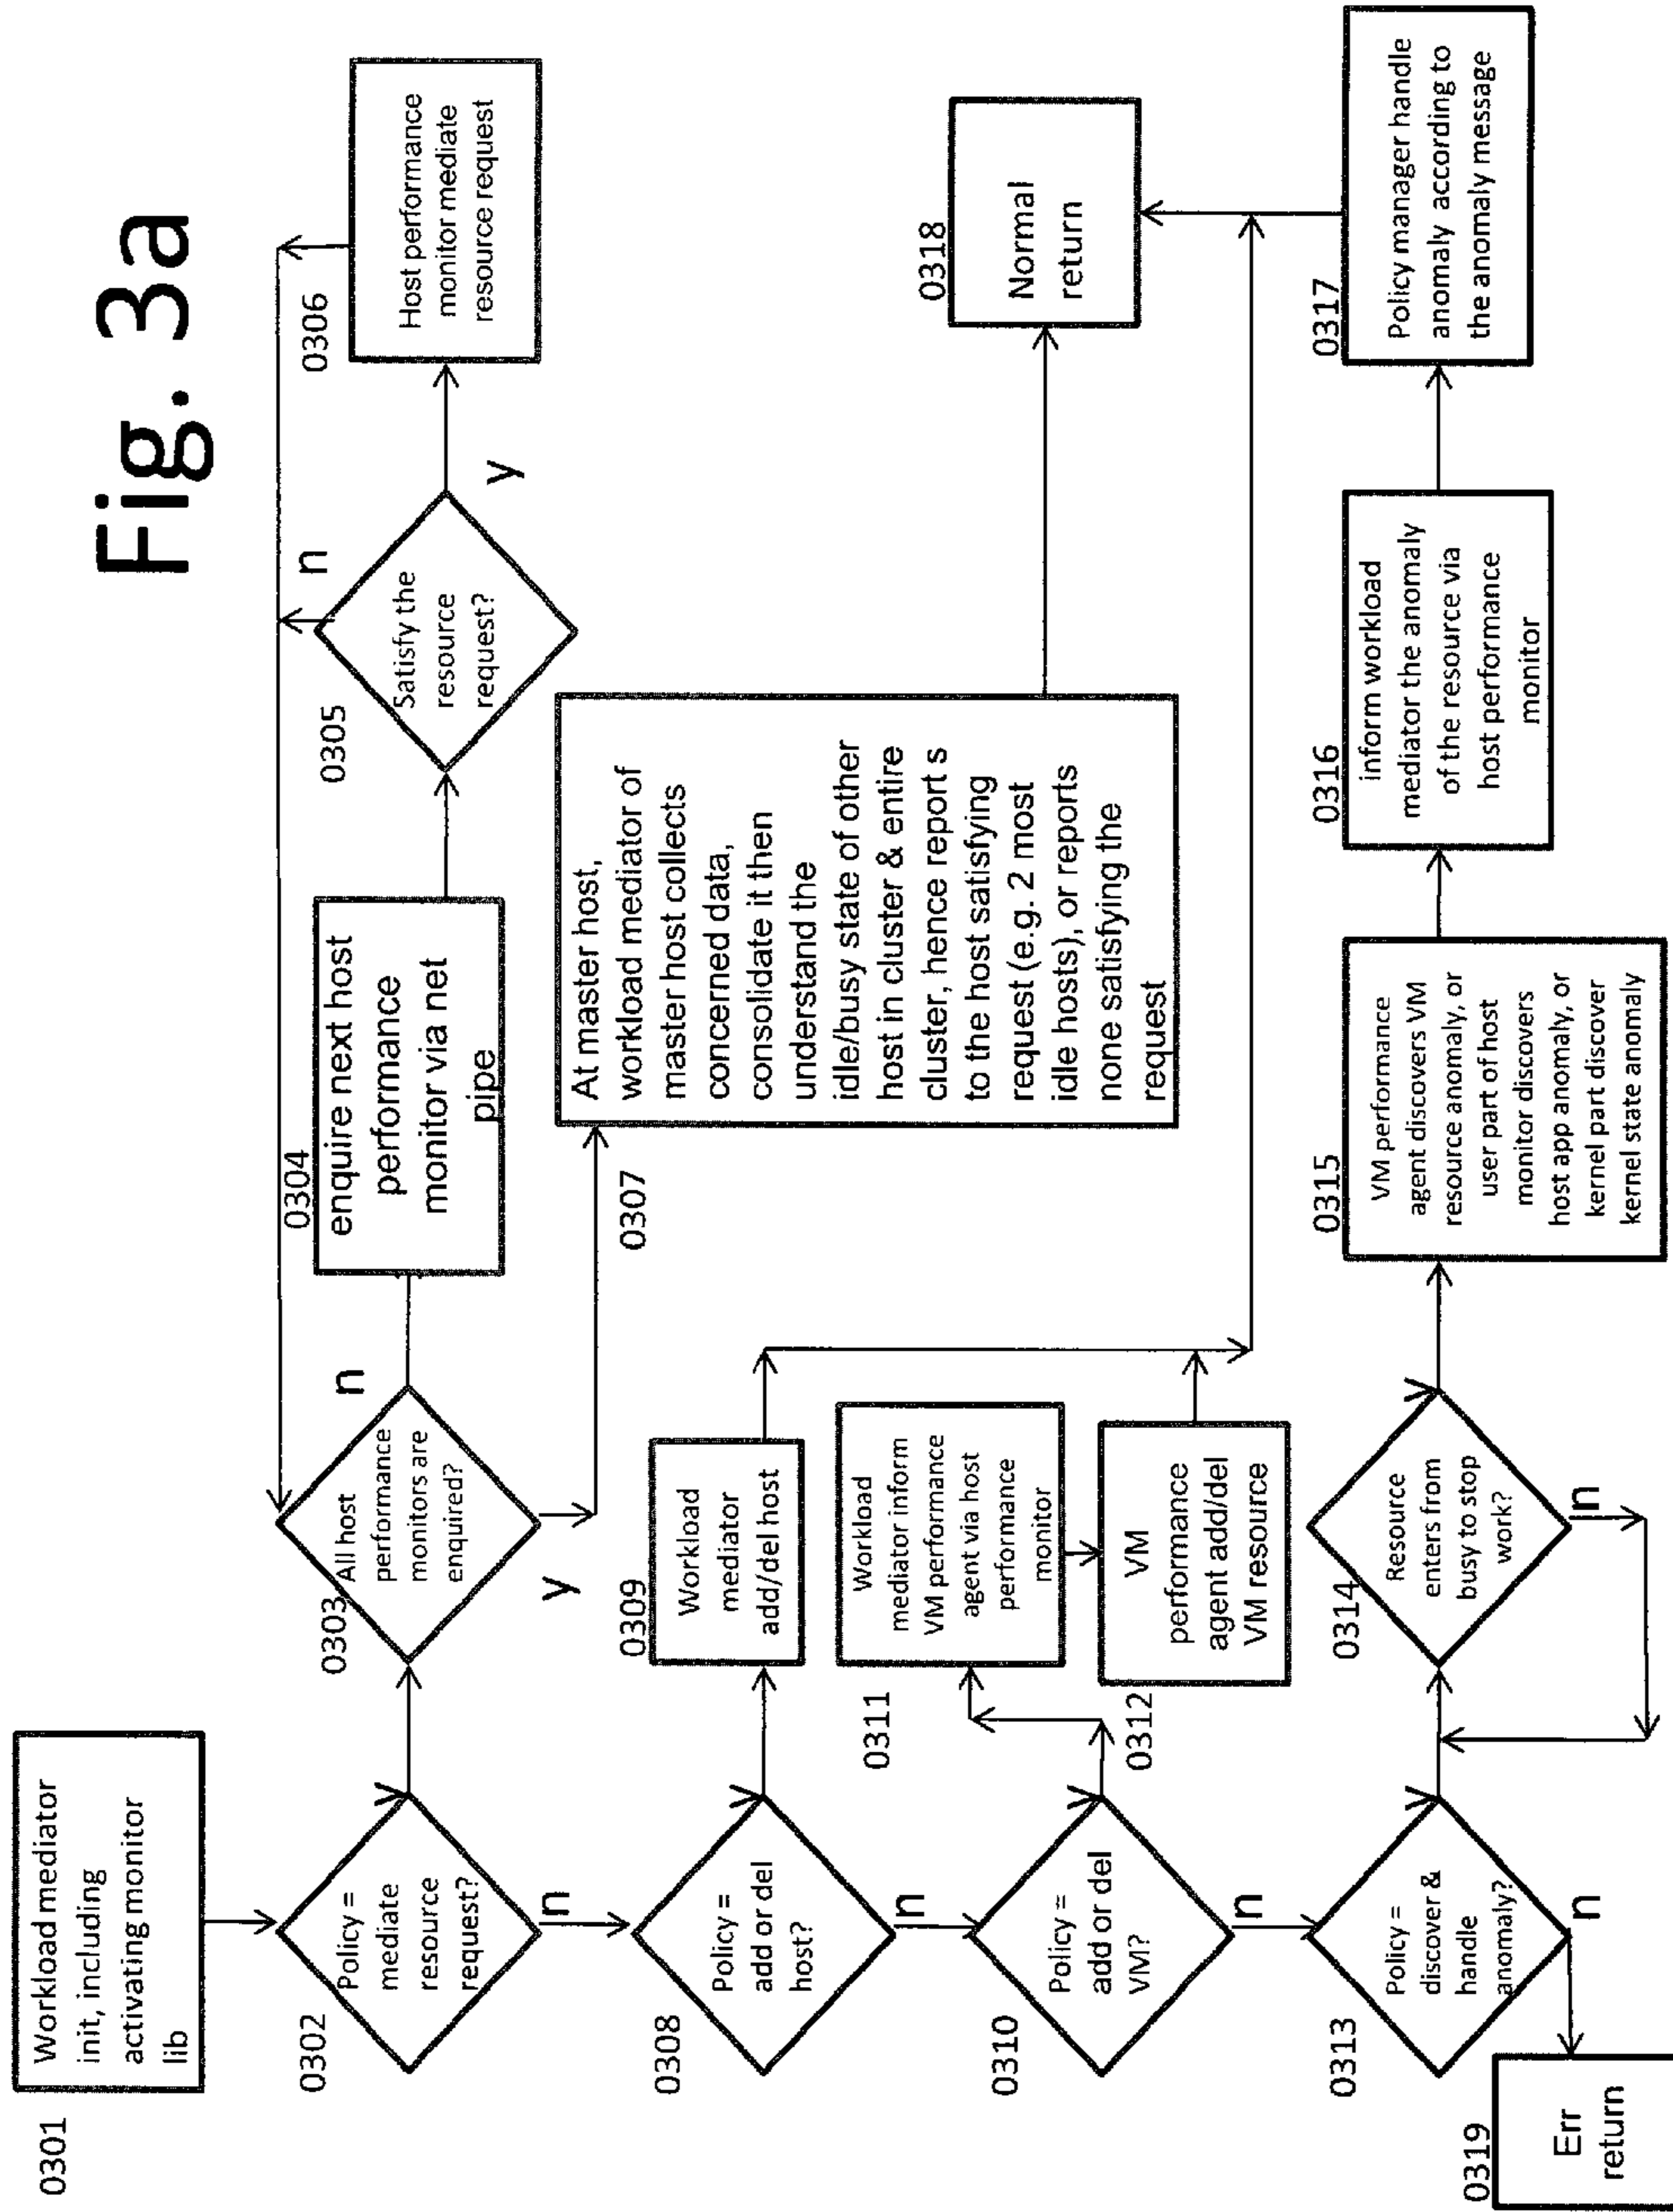 Fig. 3a
0301
Workload mediator
init, including
activating monitor
lib
0302
Policy =
mediate
resource
request?
y
n
0303
All host
performance
monitors are
enquired?
n
y
0304
enquire next host
performance
monitor via net
pipe
0305
Satisfy the
resource
request?
n
y
0306
Host performance
monitor mediate
resource request
0307
At master host,
workload mediator of
master host collects
concerned data,
consolidate it then
understand the
idle/busy state of other
host in cluster & entire
cluster, hence report s
to the host satisfying
request (e.g. 2 most
idle hosts), or reports
none satisfying the
request
0308
Policy =
add or del
host?
y
n
0309
Workload
mediator
add/del host
0310
Policy =
add or del
VM?
y
n
0311
Workload
mediator inform
VM performance
agent via host
performance
monitor
0312
VM
performance
agent add/del
VM resource
0313
Policy =
discover &
handle
anomaly?
y
n
0314
Resource
enters from
busy to stop
work?
y
n
0315
VM performance
agent discovers VM
resource anomaly, or
user part of host
monitor discovers
host app anomly, or
kernel part discover
kernel state anomaly
0316
inform workload
mediator the anomaly
of the resource via
host performance
monitor
0317
Policy manager handle
anomaly according to
the anomaly message
0318
Normal
return
0319
Err
return